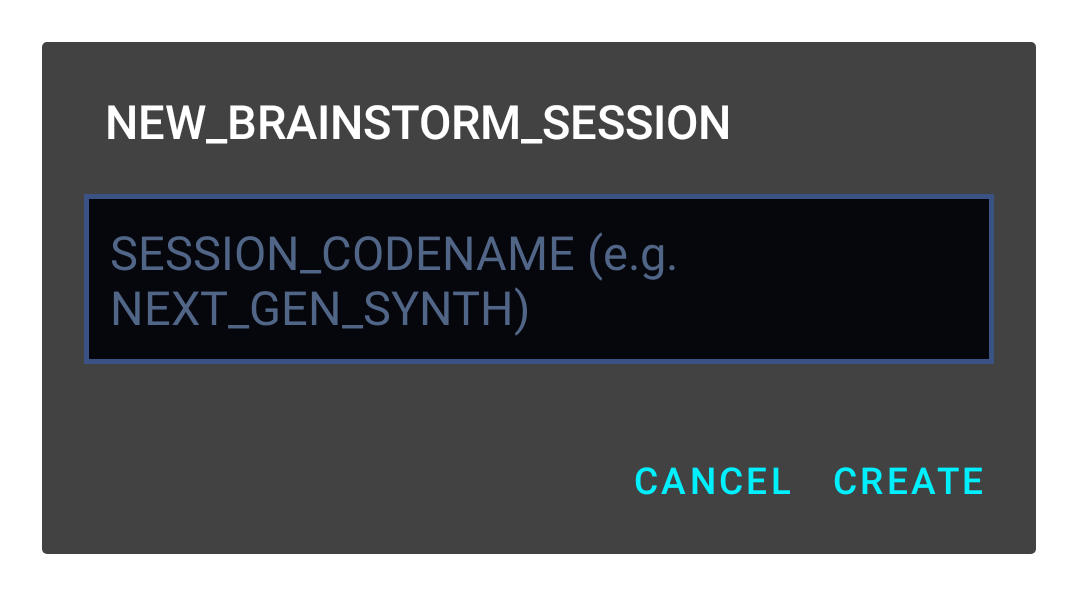 NEW_BRAINSTORM_SESSION
SESSION_CODENAME (e.g.
NEXT_GEN_SYNTH)
CANCEL CREATE